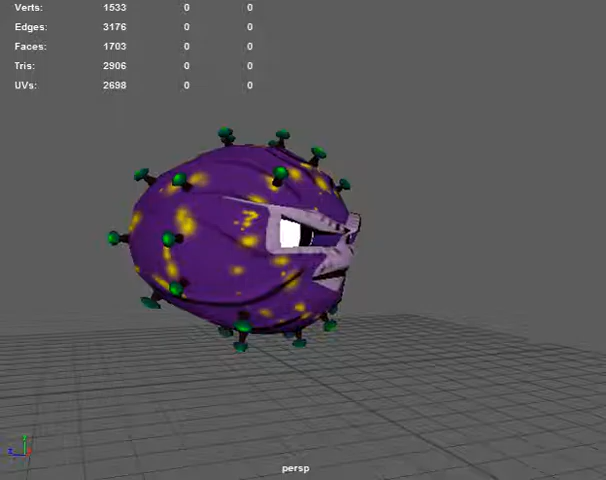 Verts: 1533 0 0
Edges: 3176 0 0
Faces: 1703 0 0
Tris: 2906 0 0
UVs: 2698 0 0
persp